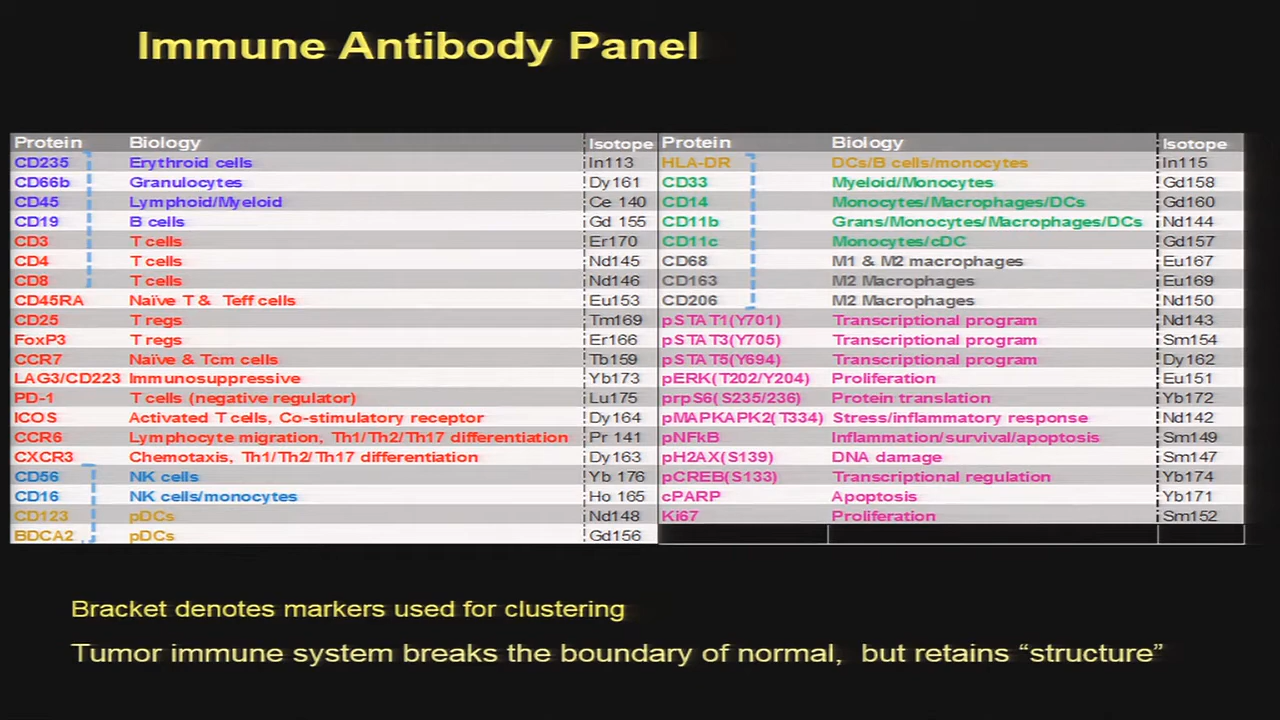 Immune Antibody Panel
Protein Biology Isotope Protein Biology Isotope
CD235 Erythroid cells In113 HLA-DR DCs/B cells/monocytes In115
CD66b Granulocytes Dy161 CD33 Myeloid/Monocytes Gd158
CD45 Lymphoid/Myeloid Ce 140 CD14 Monocytes/Macrophages/DCs Gd160
CD19 B cells Gd 155 CD11b Grans/Monocytes/Macrophages/DCs Nd144
CD3 T cells Er170 CD11c Monocytes/cDC Gd157
CD4 T cells Nd145 CD68 M1 & M2 macrophages Eu167
CD8 T cells Nd146 CD163 M2 Macrophages Eu169
CD45RA Naïve T & Teff cells Eu153 CD206 M2 Macrophages Nd150
CD25 T regs Tm169 pSTAT1(Y701) Transcriptional program Nd143
FoxP3 T regs Er166 pSTAT3(Y705) Transcriptional program Sm154
CCR7 Naïve & Tcm cells Tb159 pSTAT5(Y694) Transcriptional program Dy162
LAG3/CD223 Immunosuppressive Yb173 pERK(T202/Y204) Proliferation Eu151
PD-1 T cells (negative regulator) Lu175 prpS6(S235/236) Protein translation Yb172
ICOS Activated T cells, Co-stimulatory receptor Dy164 pMAPKAPK2(T334) Stress/inflammatory response Nd142
CCR6 Lymphocyte migration, Th1/Th2/Th17 differentiation Pr 141 pNFkB Inflammation/survival/apoptosis Sm149
CXCR3 Chemotaxis, Th1/Th2/Th17 differentiation Dy163 pH2AX(S139) DNA damage Sm147
CD56 NK cells Yb 176 pCREB(S133) Transcriptional regulation Yb174
CD16 NK cells/monocytes Ho 165 cPARP Apoptosis Yb171
CD123 pDCs Nd148 Ki67 Proliferation Sm152
BDCA2 pDCs Gd156
Bracket denotes markers used for clustering
Tumor immune system breaks the boundary of normal, but retains “structure”